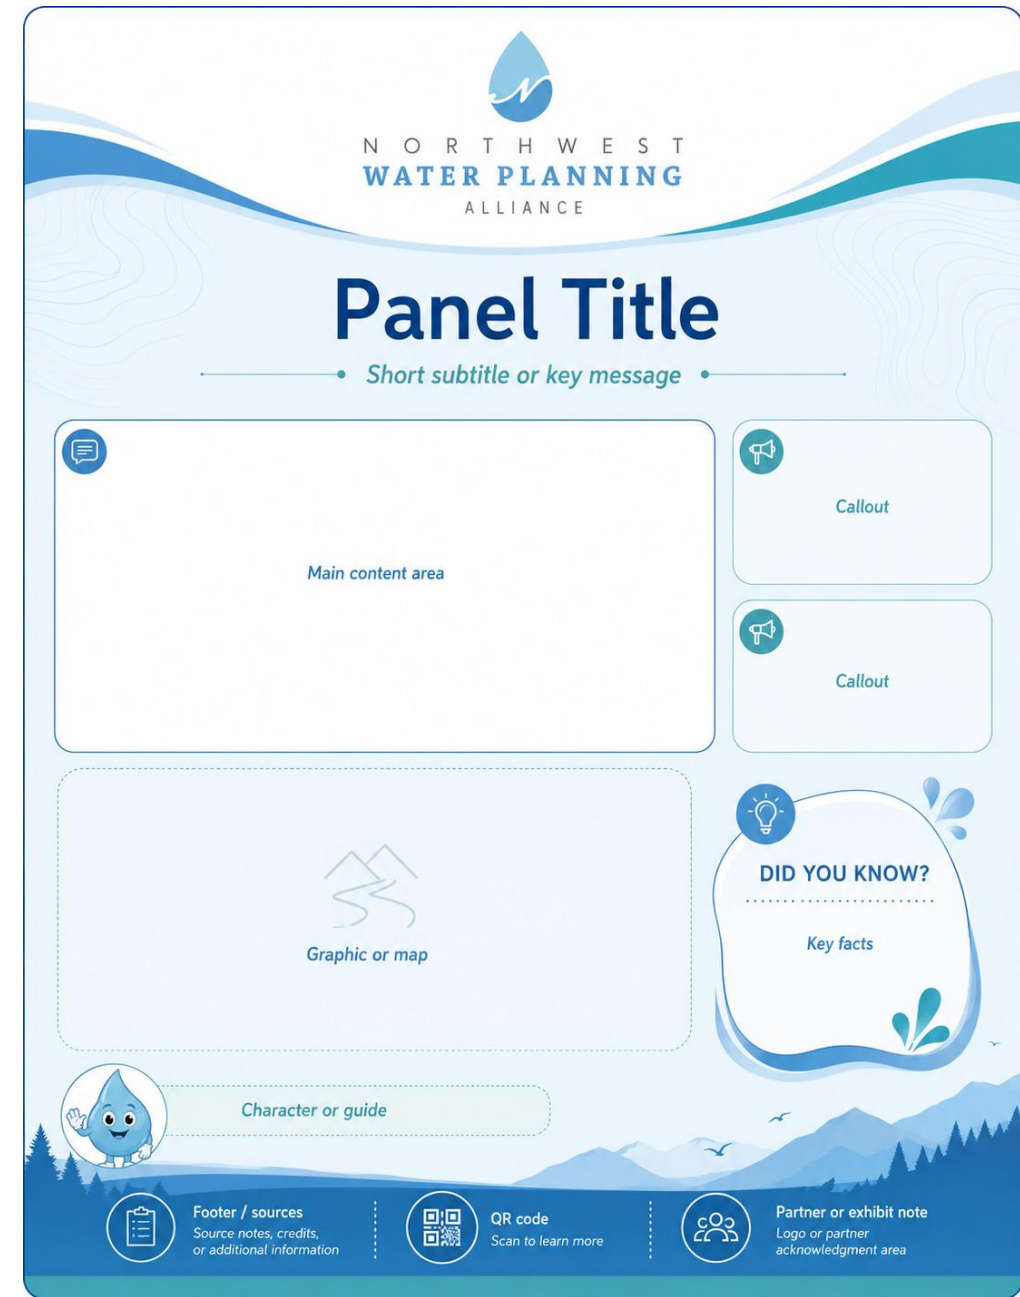 NORTHWEST
WATER PLANNING
ALLIANCE
Panel Title
Short subtitle or key message
Main content area
Callout
Callout
Graphic or map
DID YOU KNOW?
Key facts
Character or guide
Footer / sources
Source notes, credits,
or additional information
QR code
Scan to learn more
Partner or exhibit note
Logo or partner
acknowledgment area